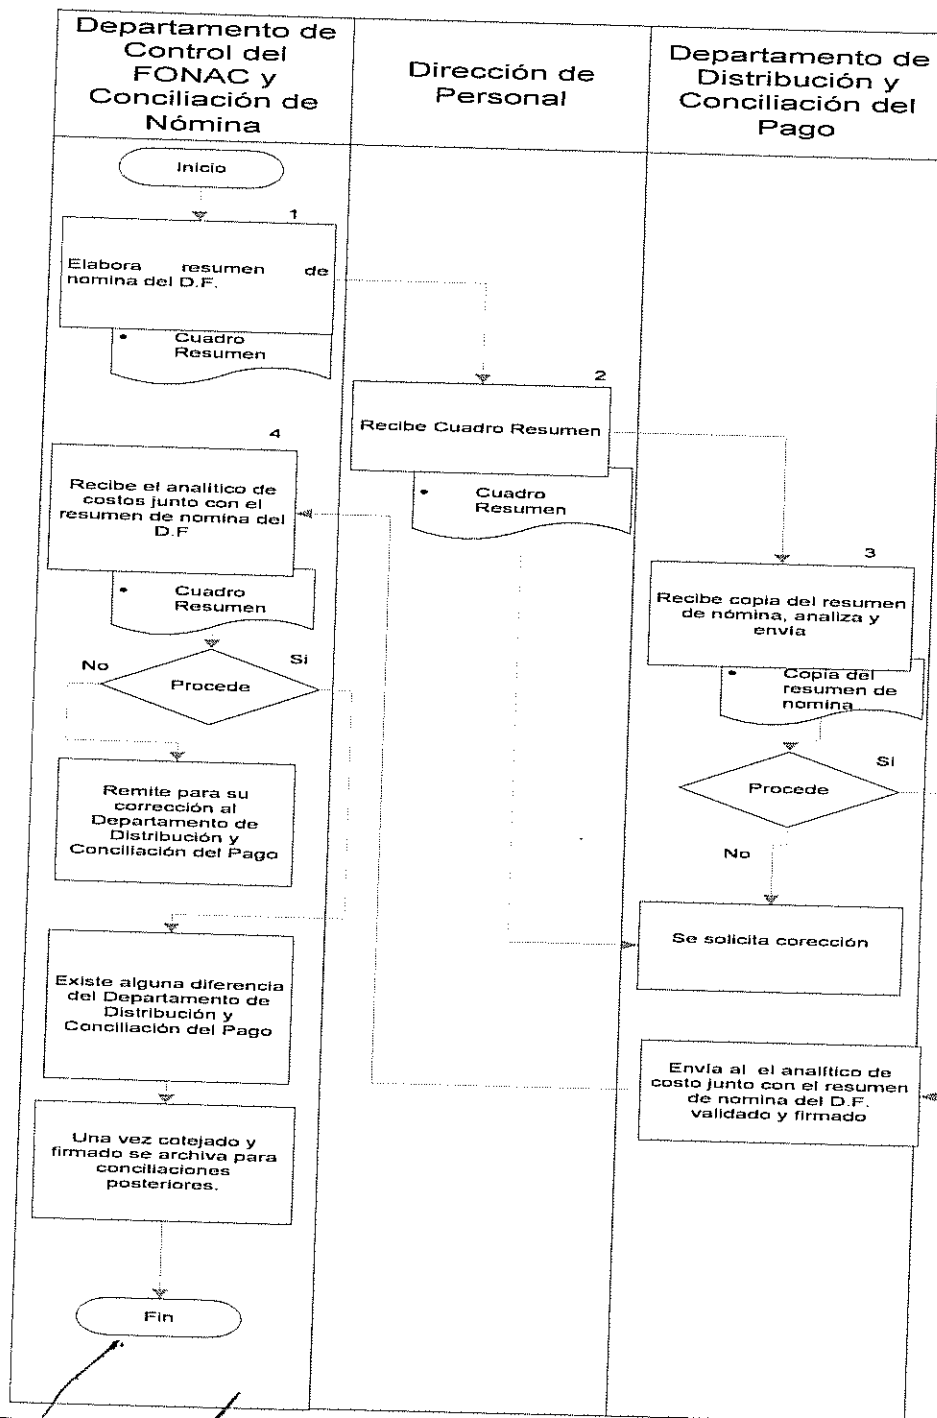 Departamento de
Control del
FONAC y
Conciliación de
Nómina
Dirección de
Personal
Departamento de
Distribución y
Conciliación del
Pago
Inicio
1
Elabora resumen de
nomina del D.F.
• Cuadro
Resumen
2
Recibe Cuadro Resumen
• Cuadro
Resumen
3
Recibe copia del resumen
de nómina, analiza y
envía
• Copia del
resumen de
nomina
Procede
Si
No
Se solicita corección
Envía al el analítico de
costo junto con el resumen
de nomina del D.F.
validado y firmado
4
Recibe el analítico de
costos junto con el
resumen de nomina del
D.F
• Cuadro
Resumen
No
Si
Procede
Remite para su
corrección al
Departamento de
Distribución y
Conciliación del Pago
Existe alguna diferencia
del Departamento de
Distribución y
Conciliación del Pago
Una vez cotejado y
firmado se archiva para
conciliaciones
posteriores.
Fin